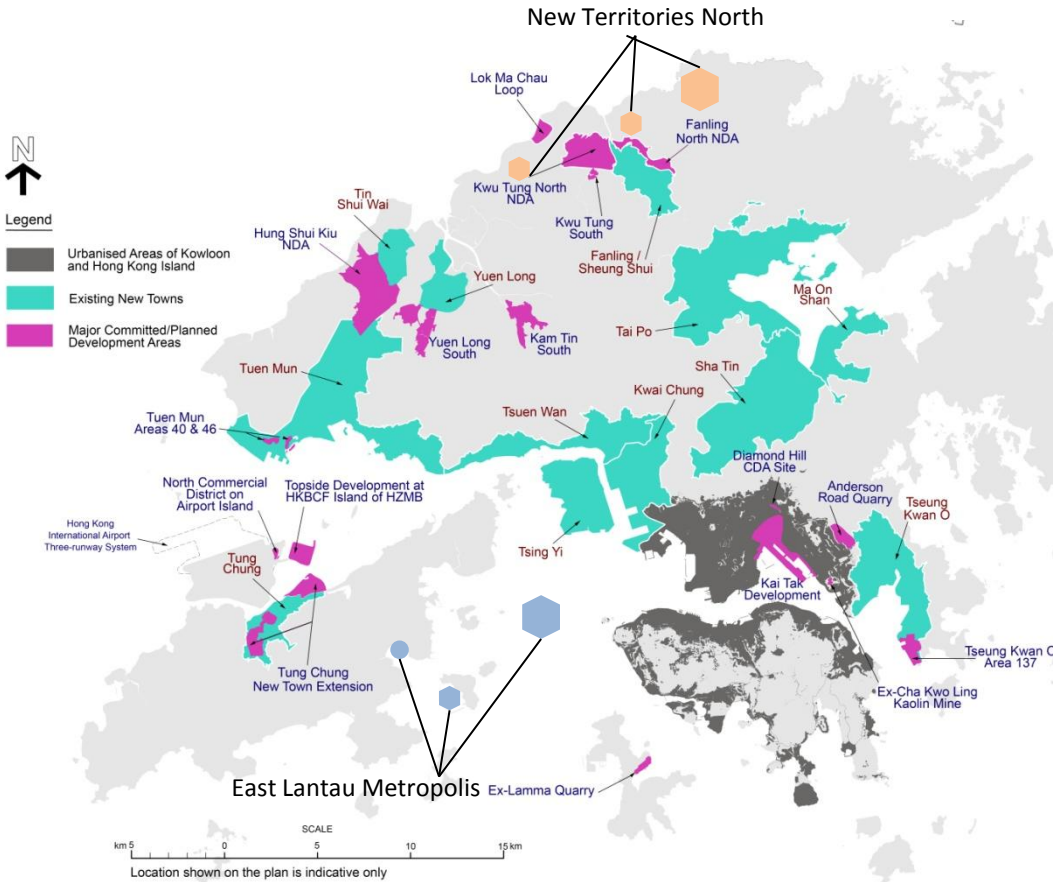 New Territories North
Lok Ma Chau
Loop
Fanling
North NDA
N
Kwu Tung North
NDA
Kwu Tung
South
Tin
Shui Wai
Legend
Hung Shui Kiu
NDA
Urbanised Areas of Kowloon
and Hong Kong Island
Fanling /
Sheung Shui
Existing New Towns
Yuen Long
Ma On
Shan
Major Committed/Planned
Development Areas
Tai Po
Yuen Long
South
Kam Tin
South
Tuen Mun
Sha Tin
Kwai Chung
Tsuen Wan
Tuen Mun
Areas 40 & 46
Diamond Hill
CDA Site
North Commercial
District on
Airport Island
Topside Development at
HKBCF Island of HZMB
Anderson
Road Quarry
Tseung
Kwan O
Hong Kong
International Airport
Three-runway System
Tung
Chung
Tsing Yi
Kai Tak
Development
Tung Chung
New Town Extension
Tseung Kwan O
Area 137
Ex-Cha Kwo Ling
Kaolin Mine
East Lantau Metropolis
Ex-Lamma Quarry
SCALE
km 5 0 5 10 15 km
Location shown on the plan is indicative only